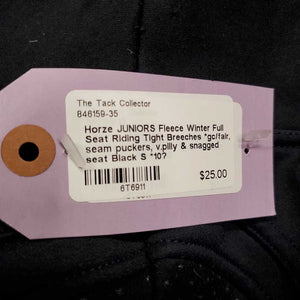 The Tack Collector
B46159-35
Horze JUNIORS Fleece Winter Full
Seat Riding Tight Breeches *gc/fair,
seam puckers, v.pilly & snagged
seat Black S *10?
6T6911
$25.00